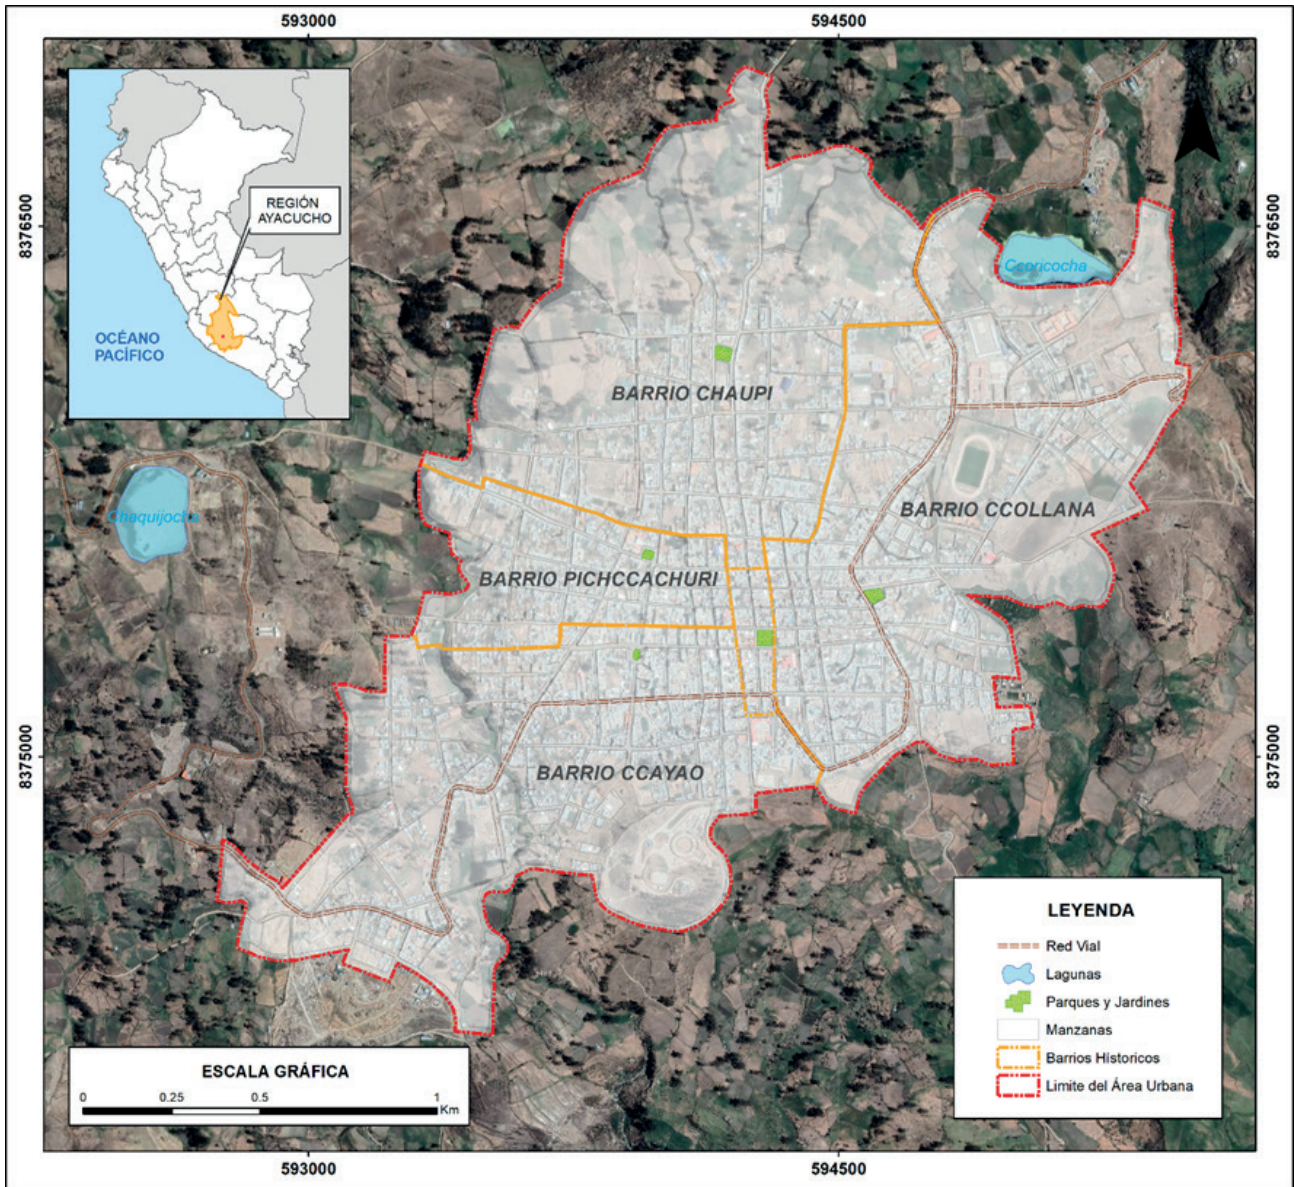 593000
594500
8376500
8376500
REGIÓN
AYACUCHO
OCÉANO
PACÍFICO
Ccoricocha
BARRIO CHAUPI
BARRIO CCOLLANA
Chaquijocha
BARRIO PICHCCACHURI
BARRIO CCAYAO
8375000
8375000
LEYENDA
Red Vial
Lagunas
Parques y Jardines
Manzanas
Barrios Históricos
Limite del Área Urbana
ESCALA GRÁFICA
0 0.25 0.5 1
Km
593000
594500